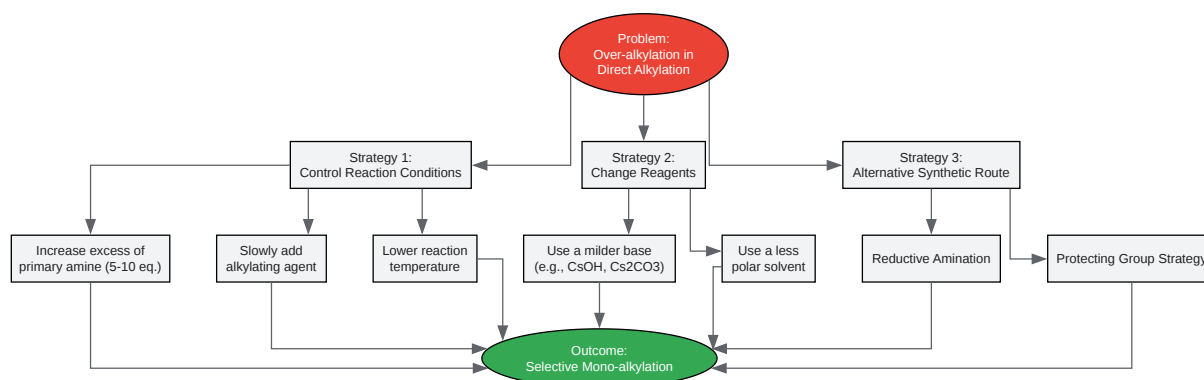 Problem:
Over-alkylation in
Direct Alkylation
Strategy 1:
Control Reaction Conditions
Strategy 2:
Change Reagents
Strategy 3:
Alternative Synthetic Route
Increase excess of
primary amine (5-10 eq.)
Slowly add
alkylating agent
Lower reaction
temperature
Use a milder base
(e.g., CsOH, Cs2CO3)
Use a less
polar solvent
Reductive Amination
Protecting Group Strategy
Outcome:
Selective Mono-alkylation